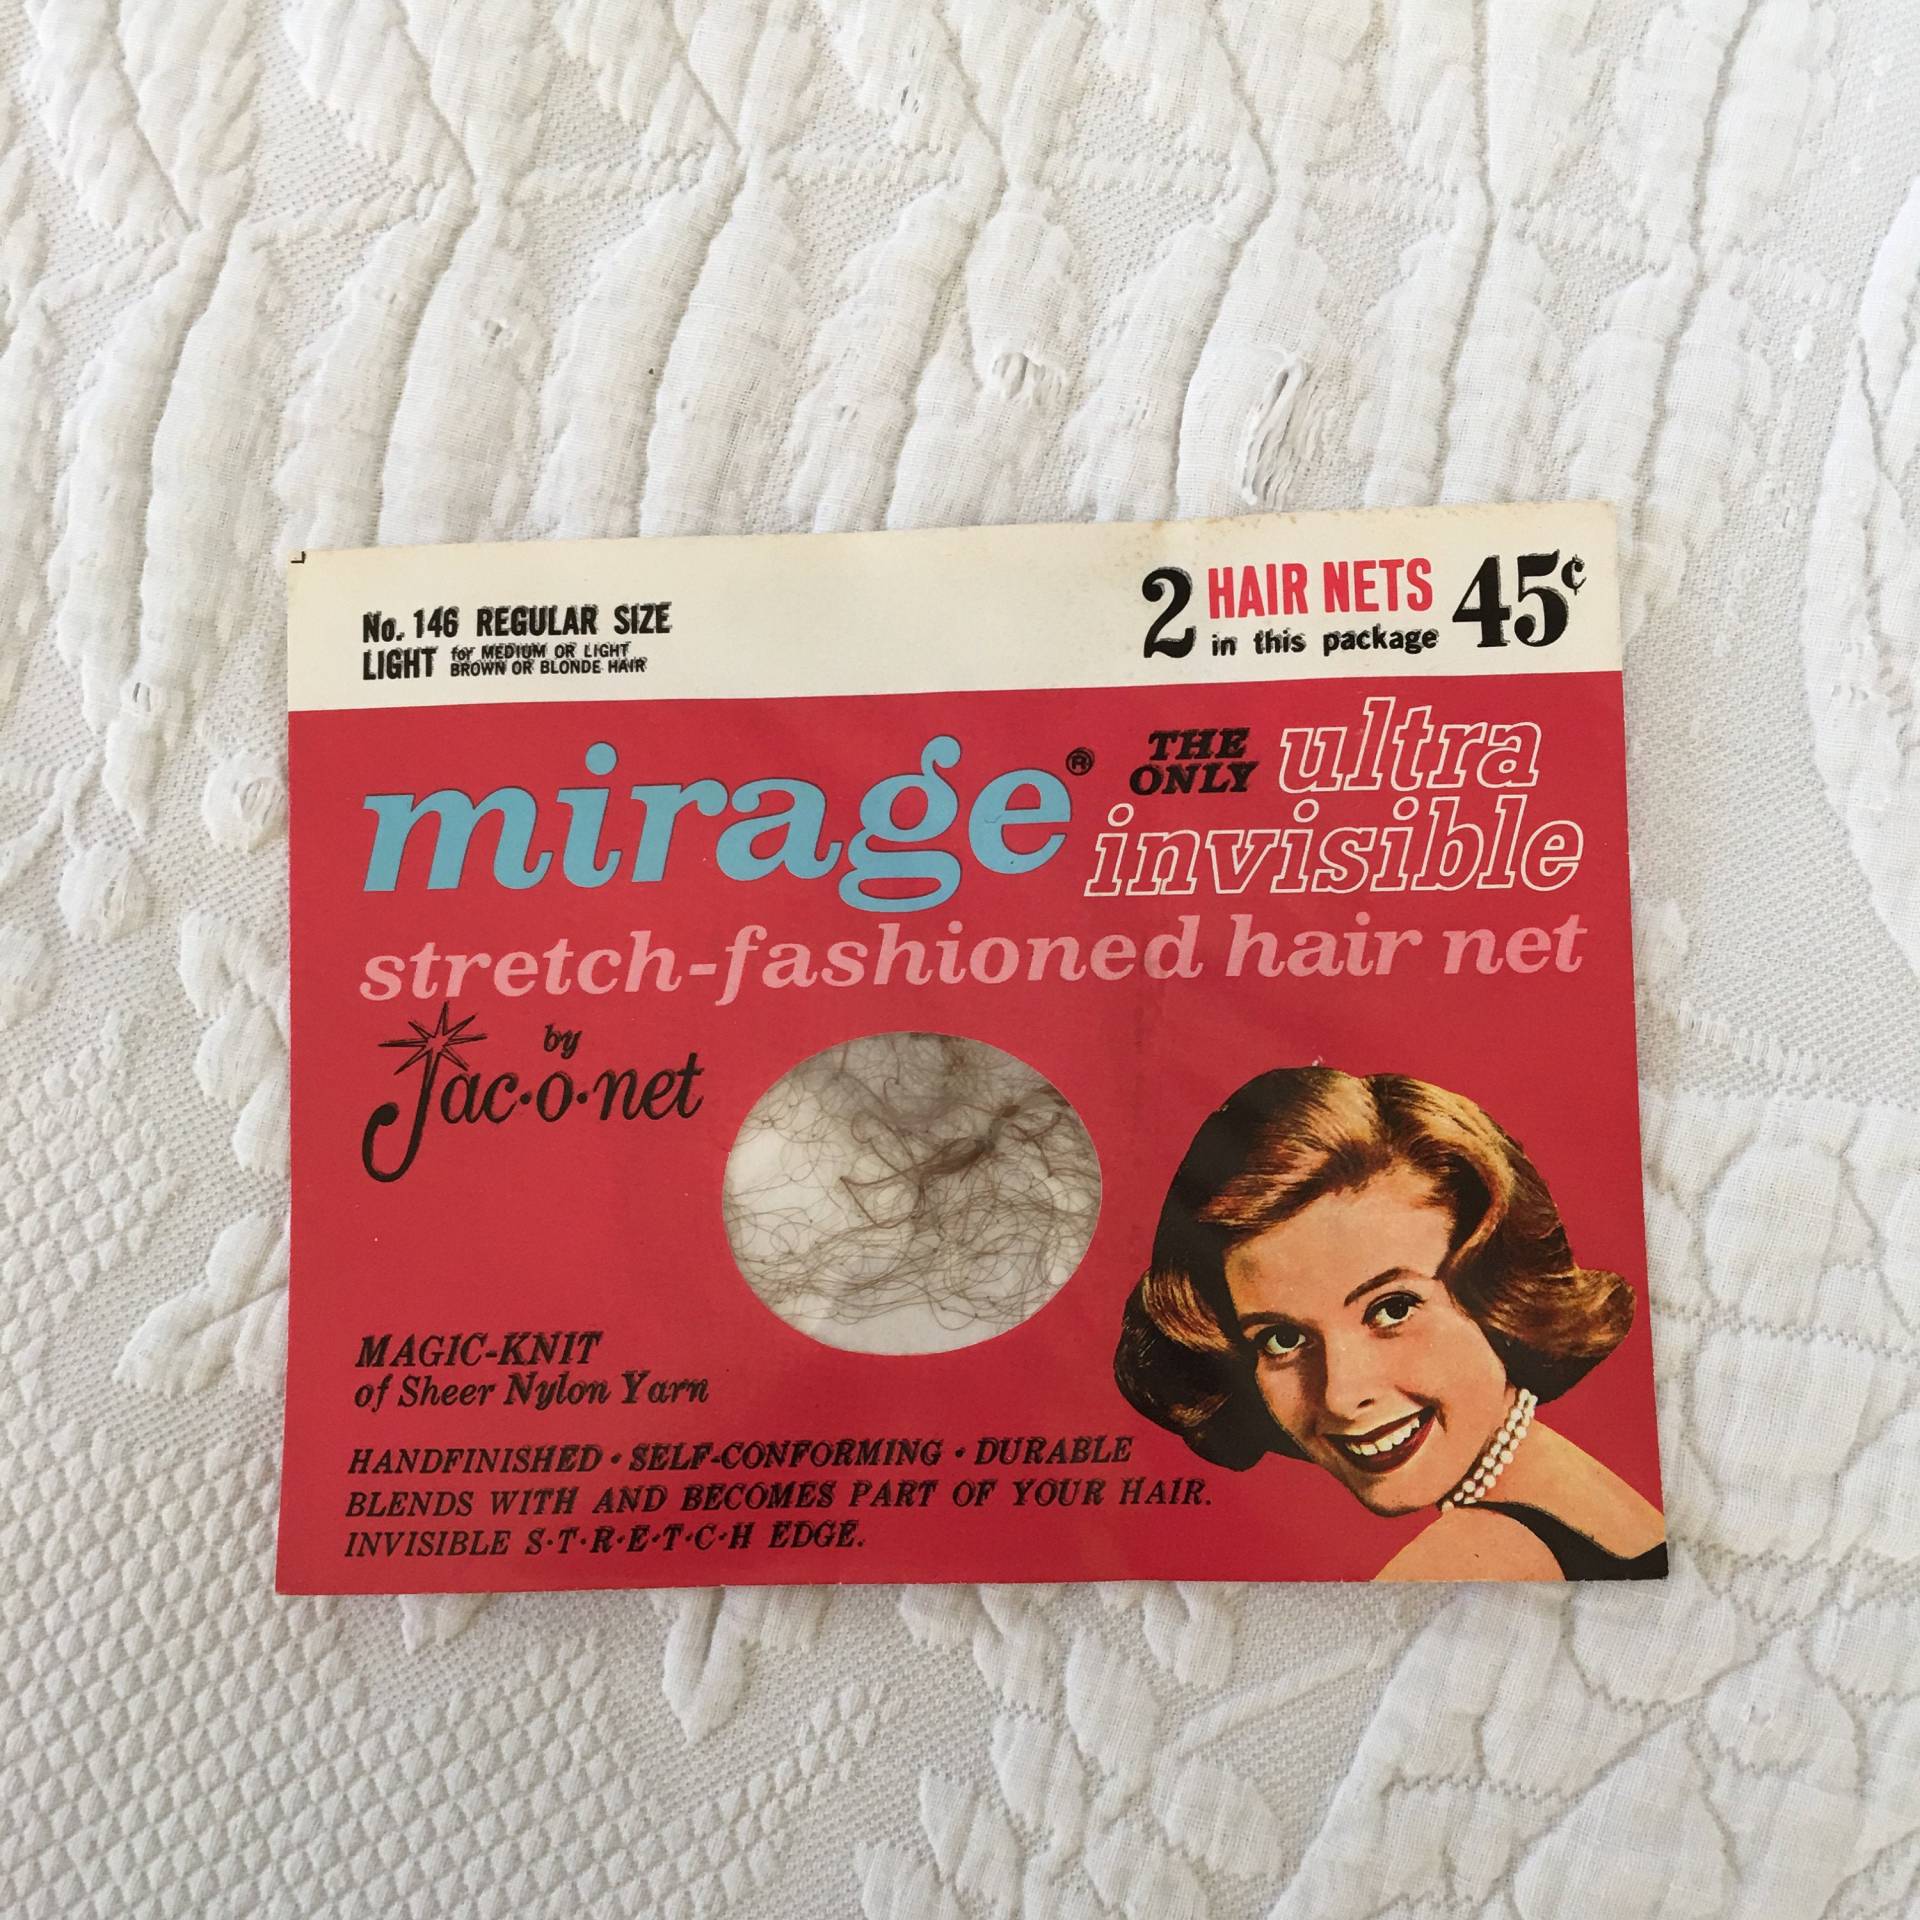 No. 146 REGULAR SIZE
LIGHT for MEDIUM OR LIGHT
BROWN OR BLONDE HAIR
2 HAIR NETS 45¢
in this package
mirage® THE ONLY ultra
invisible
stretch-fashioned hair net
by
Jac·o·net
MAGIC-KNIT
of Sheer Nylon Yarn
HANDFINISHED • SELF-CONFORMING • DURABLE
BLENDS WITH AND BECOMES PART OF YOUR HAIR.
INVISIBLE S·T·R·E·T·C·H EDGE.